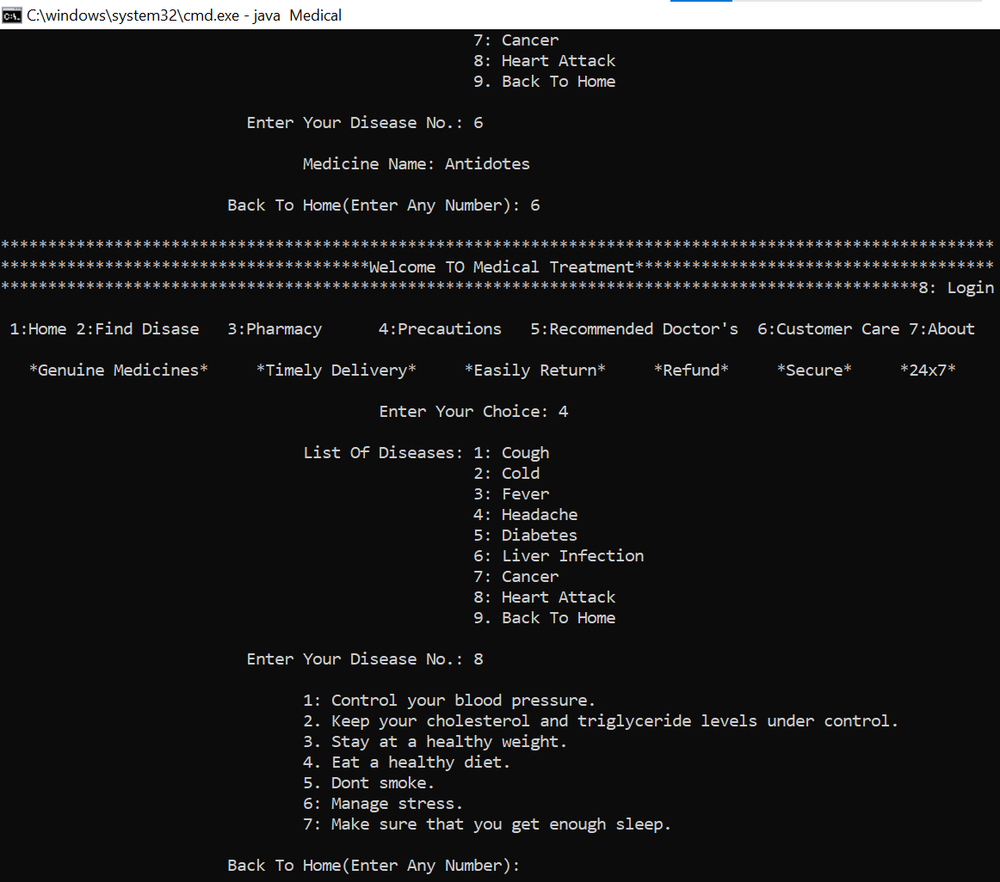 C:\windows\system32\cmd.exe - java  Medical
7: Cancer
8: Heart Attack
9. Back To Home
Enter Your Disease No.: 6
Medicine Name: Antidotes
Back To Home(Enter Any Number): 6
*********************************************************************************************************
***************************************Welcome TO Medical Treatment**************************************
*************************************************************************************************8: Login
1:Home 2:Find Disase   3:Pharmacy      4:Precautions   5:Recommended Doctor's  6:Customer Care 7:About
*Genuine Medicines*     *Timely Delivery*     *Easily Return*     *Refund*     *Secure*     *24x7*
Enter Your Choice: 4
List Of Diseases: 1: Cough
2: Cold
3: Fever
4: Headache
5: Diabetes
6: Liver Infection
7: Cancer
8: Heart Attack
9. Back To Home
Enter Your Disease No.: 8
1: Control your blood pressure.
2. Keep your cholesterol and triglyceride levels under control.
3. Stay at a healthy weight.
4. Eat a healthy diet.
5. Dont smoke.
6: Manage stress.
7: Make sure that you get enough sleep.
Back To Home(Enter Any Number):